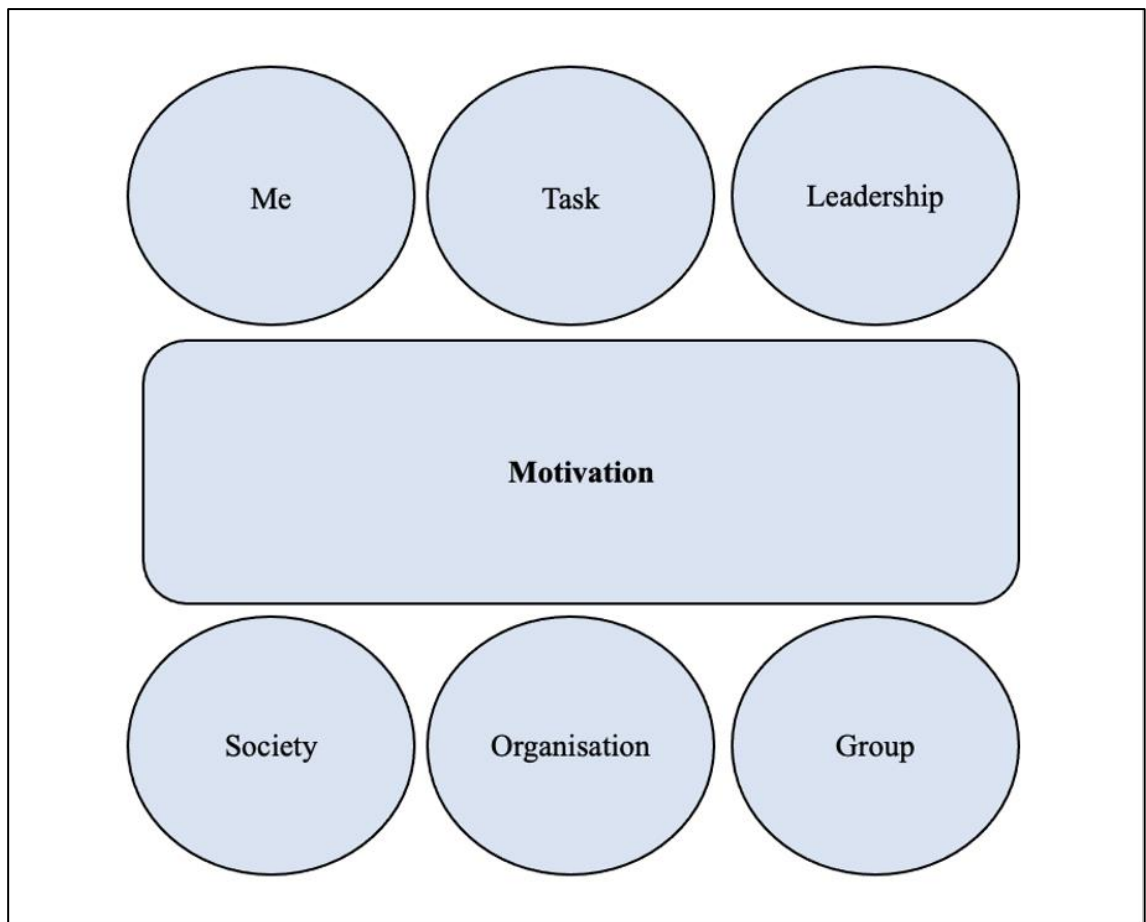 Me
Task
Leadership
Motivation
Society
Organisation
Group